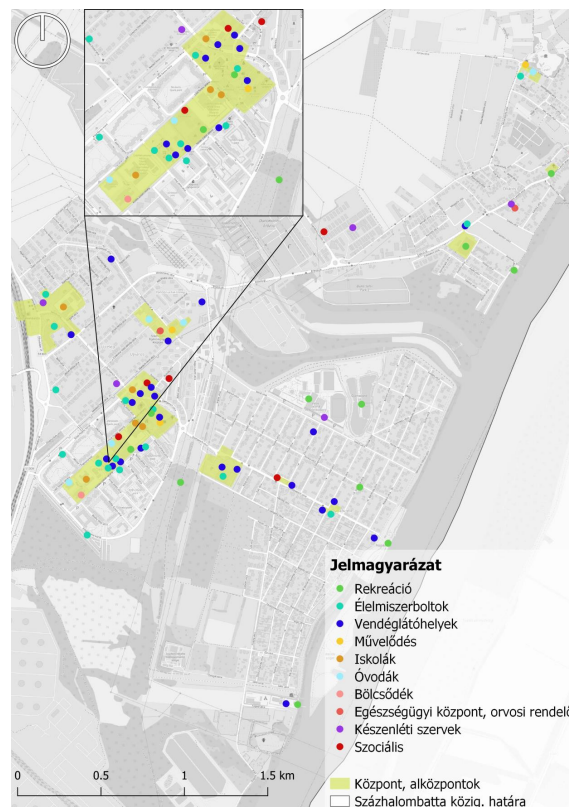 Jelmagyarázat
Rekreáció
Élelmiszerboltok
Vendéglátóhelyek
Művelődés
Iskolák
Óvodák
Bölcsődék
Egészségügyi központ, orvosi rendelő
Készenléti szervek
Szociális
Központ, alközpontok
Százhalombatta közig. határa
0 0.5 1 1.5 km